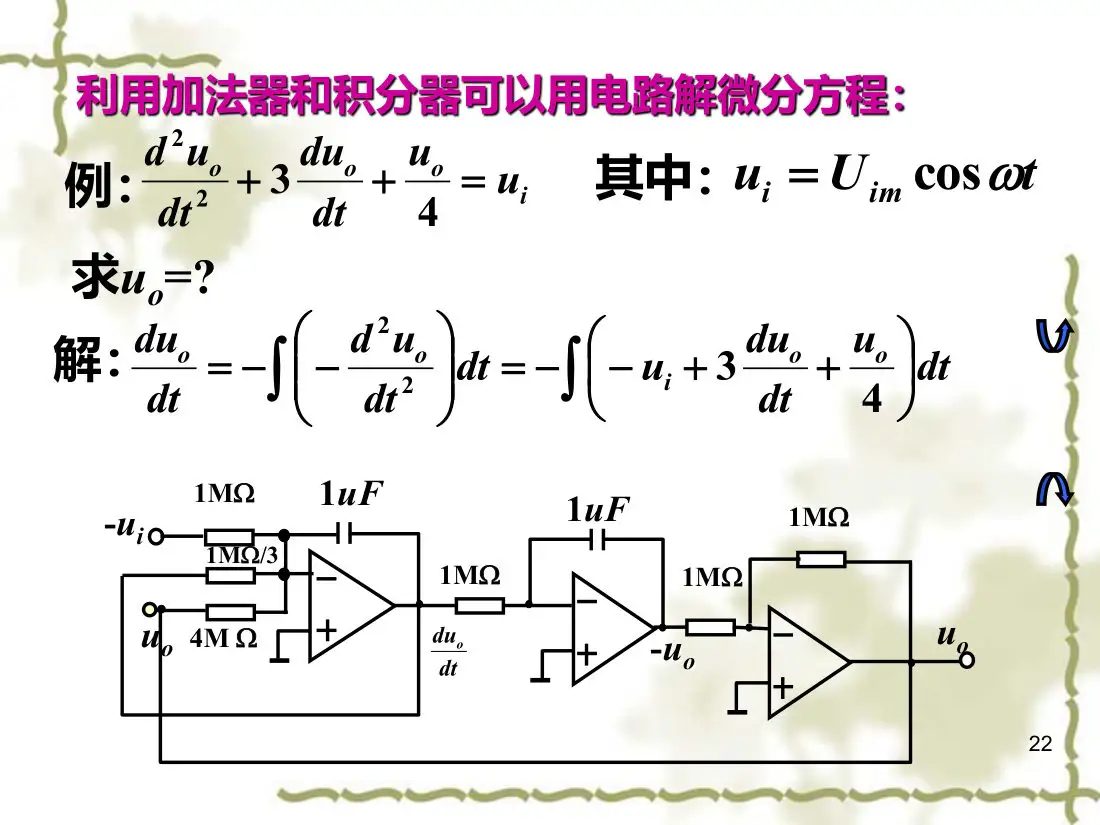 利用加法器和积分器可以用电路解微分方程：
例： d²uₒ/dt² + 3 duₒ/dt + uₒ/4 = uᵢ 其中： uᵢ = U_im cos ωt
求uₒ=?
解： duₒ/dt = −∫(− d²uₒ/dt²)dt = −∫(− uᵢ + 3 duₒ/dt + uₒ/4)dt
1MΩ 1uF 1uF 1MΩ
-uᵢ
1MΩ/3 1MΩ 1MΩ
− − −
uₒ 4M Ω + duₒ/dt + -uₒ + uₒ
22